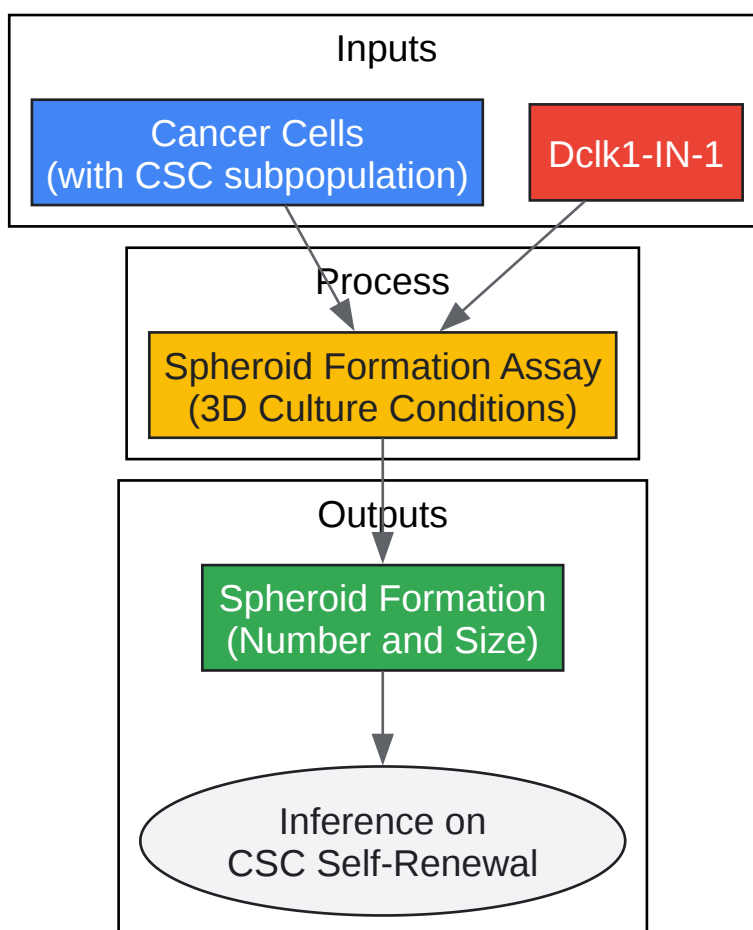 Inputs
Cancer Cells
(with CSC subpopulation)
Dclk1-IN-1
Process
Spheroid Formation Assay
(3D Culture Conditions)
Outputs
Spheroid Formation
(Number and Size)
Inference on
CSC Self-Renewal